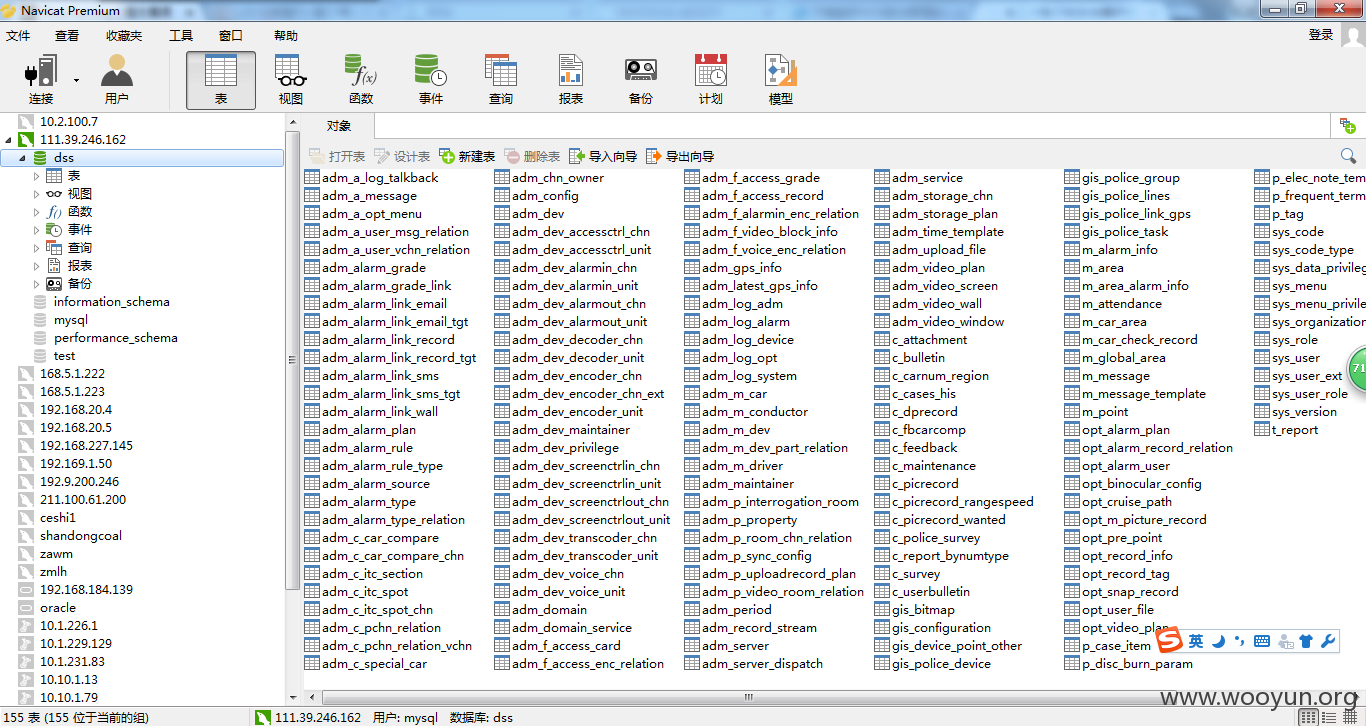 Navicat Premium
文件 查看 收藏夹 工具 窗口 帮助 登录
连接 用户 表 视图 函数 事件 查询 报表 备份 计划 模型
对象
打开表 设计表 新建表 删除表 导入向导 导出向导
10.2.100.7
111.39.246.162
dss
表
视图
函数
事件
查询
报表
备份
information_schema
mysql
performance_schema
test
168.5.1.222
168.5.1.223
192.168.20.4
192.168.20.5
192.168.227.145
192.169.1.50
192.9.200.246
211.100.61.200
ceshi1
shandongcoal
zawm
zmlh
192.168.184.139
oracle
10.1.226.1
10.1.229.129
10.1.231.83
10.10.1.13
10.10.1.79
adm_a_log_talkback
adm_a_message
adm_a_opt_menu
adm_a_user_msg_relation
adm_a_user_vchn_relation
adm_alarm_grade
adm_alarm_grade_link
adm_alarm_link_email
adm_alarm_link_email_tgt
adm_alarm_link_record
adm_alarm_link_record_tgt
adm_alarm_link_sms
adm_alarm_link_sms_tgt
adm_alarm_link_wall
adm_alarm_plan
adm_alarm_rule
adm_alarm_rule_type
adm_alarm_source
adm_alarm_type
adm_alarm_type_relation
adm_c_car_compare
adm_c_car_compare_chn
adm_c_itc_section
adm_c_itc_spot
adm_c_itc_spot_chn
adm_c_pchn_relation
adm_c_pchn_relation_vchn
adm_c_special_car
adm_chn_owner
adm_config
adm_dev
adm_dev_accessctrl_chn
adm_dev_accessctrl_unit
adm_dev_alarmin_chn
adm_dev_alarmin_unit
adm_dev_alarmout_chn
adm_dev_alarmout_unit
adm_dev_decoder_chn
adm_dev_decoder_unit
adm_dev_encoder_chn
adm_dev_encoder_chn_ext
adm_dev_encoder_unit
adm_dev_maintainer
adm_dev_privilege
adm_dev_screenctrlin_chn
adm_dev_screenctrlin_unit
adm_dev_screenctrlout_chn
adm_dev_screenctrlout_unit
adm_dev_transcoder_chn
adm_dev_transcoder_unit
adm_dev_voice_chn
adm_dev_voice_unit
adm_domain
adm_domain_service
adm_f_access_card
adm_f_access_enc_relation
adm_f_access_grade
adm_f_access_record
adm_f_alarmin_enc_relation
adm_f_video_block_info
adm_f_voice_enc_relation
adm_gps_info
adm_latest_gps_info
adm_log_adm
adm_log_alarm
adm_log_device
adm_log_opt
adm_log_system
adm_m_car
adm_m_conductor
adm_m_dev
adm_m_dev_part_relation
adm_m_driver
adm_maintainer
adm_p_interrogation_room
adm_p_property
adm_p_room_chn_relation
adm_p_sync_config
adm_p_uploadrecord_plan
adm_p_video_room_relation
adm_period
adm_record_stream
adm_server
adm_server_dispatch
adm_service
adm_storage_chn
adm_storage_plan
adm_time_template
adm_upload_file
adm_video_plan
adm_video_screen
adm_video_wall
adm_video_window
c_attachment
c_bulletin
c_carnum_region
c_cases_his
c_dprecord
c_fbcarcomp
c_feedback
c_maintenance
c_picrecord
c_picrecord_rangespeed
c_picrecord_wanted
c_police_survey
c_report_bynumtype
c_survey
c_userbulletin
gis_bitmap
gis_configuration
gis_device_point_other
gis_police_device
gis_police_group
gis_police_lines
gis_police_link_gps
gis_police_task
m_alarm_info
m_area
m_area_alarm_info
m_attendance
m_car_area
m_car_check_record
m_global_area
m_message
m_message_template
m_point
opt_alarm_plan
opt_alarm_record_relation
opt_alarm_user
opt_binocular_config
opt_cruise_path
opt_m_picture_record
opt_pre_point
opt_record_info
opt_record_tag
opt_snap_record
opt_user_file
opt_video_plan
p_case_item
p_disc_burn_param
p_elec_note_tem
p_frequent_term
p_tag
sys_code
sys_code_type
sys_data_privileg
sys_menu
sys_menu_privile
sys_organization
sys_role
sys_user
sys_user_ext
sys_user_role
sys_version
t_report
71
英
www.wooyun.org
155 表 (155 位于当前的组) 111.39.246.162 用户: mysql 数据库: dss